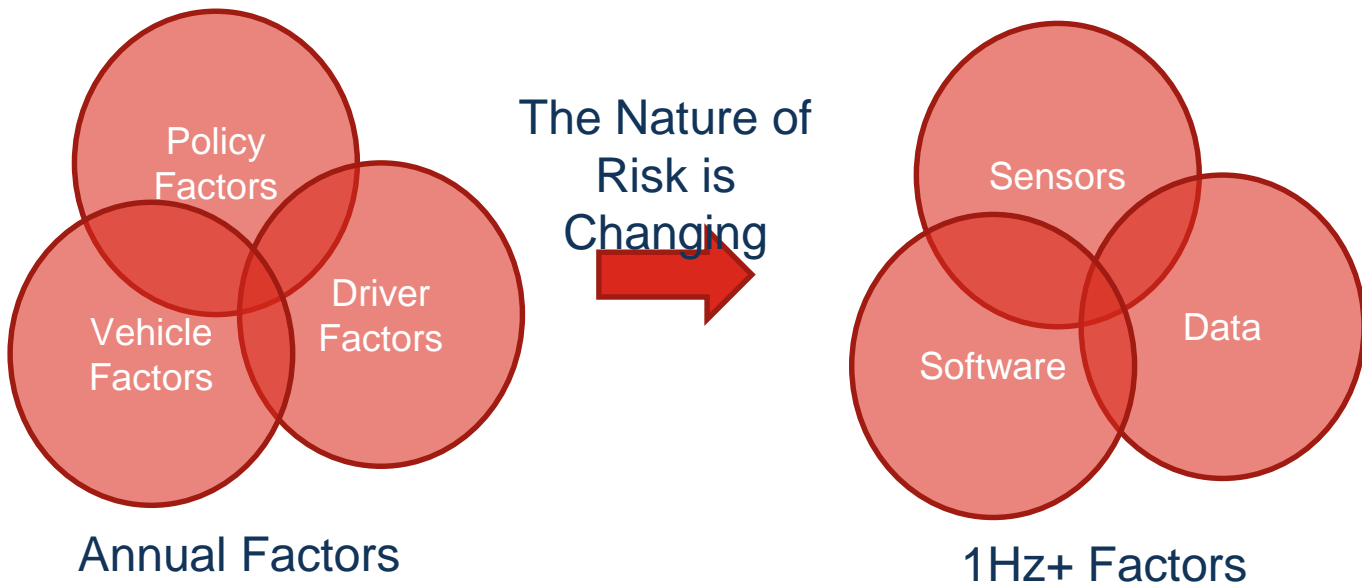 Policy
Factors
Vehicle
Factors
Driver
Factors
Annual Factors
The Nature of
Risk is
Changing
Sensors
Software
Data
1Hz+ Factors